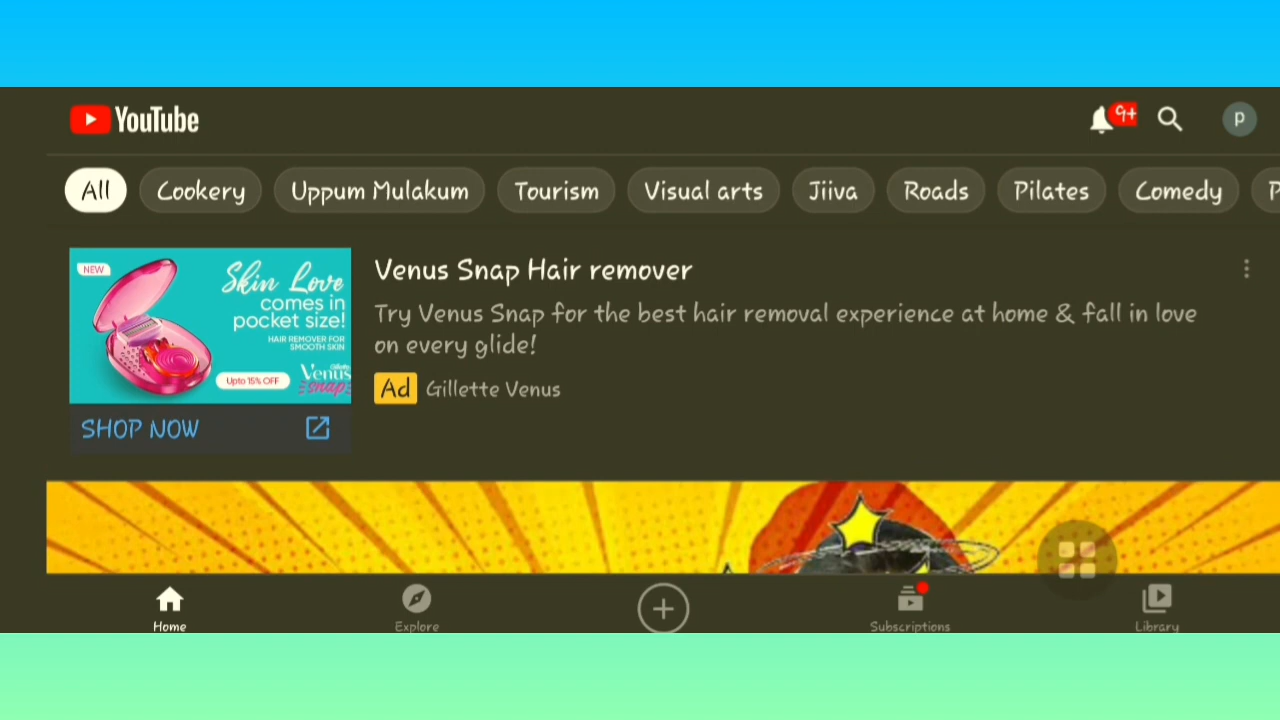 YouTube
9+
P
All
Cookery
Uppum Mulakum
Tourism
Visual arts
Jiiva
Roads
Pilates
Comedy
NEW
Skin Love
comes in
pocket size!
HAIR REMOVER FOR
SMOOTH SKIN
Upto 15% OFF
Gillette
Venus
snap
SHOP NOW
Venus Snap Hair remover
Try Venus Snap for the best hair removal experience at home & fall in love
on every glide!
Ad Gillette Venus
Home
Explore
Subscriptions
Library